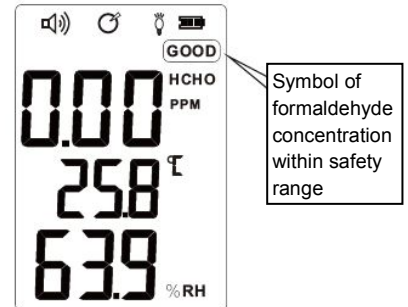 GOOD
0.00 HCHO
PPM
25.8 ℃
63.9 %RH
Symbol of
formaldehyde
concentration
within safety
range